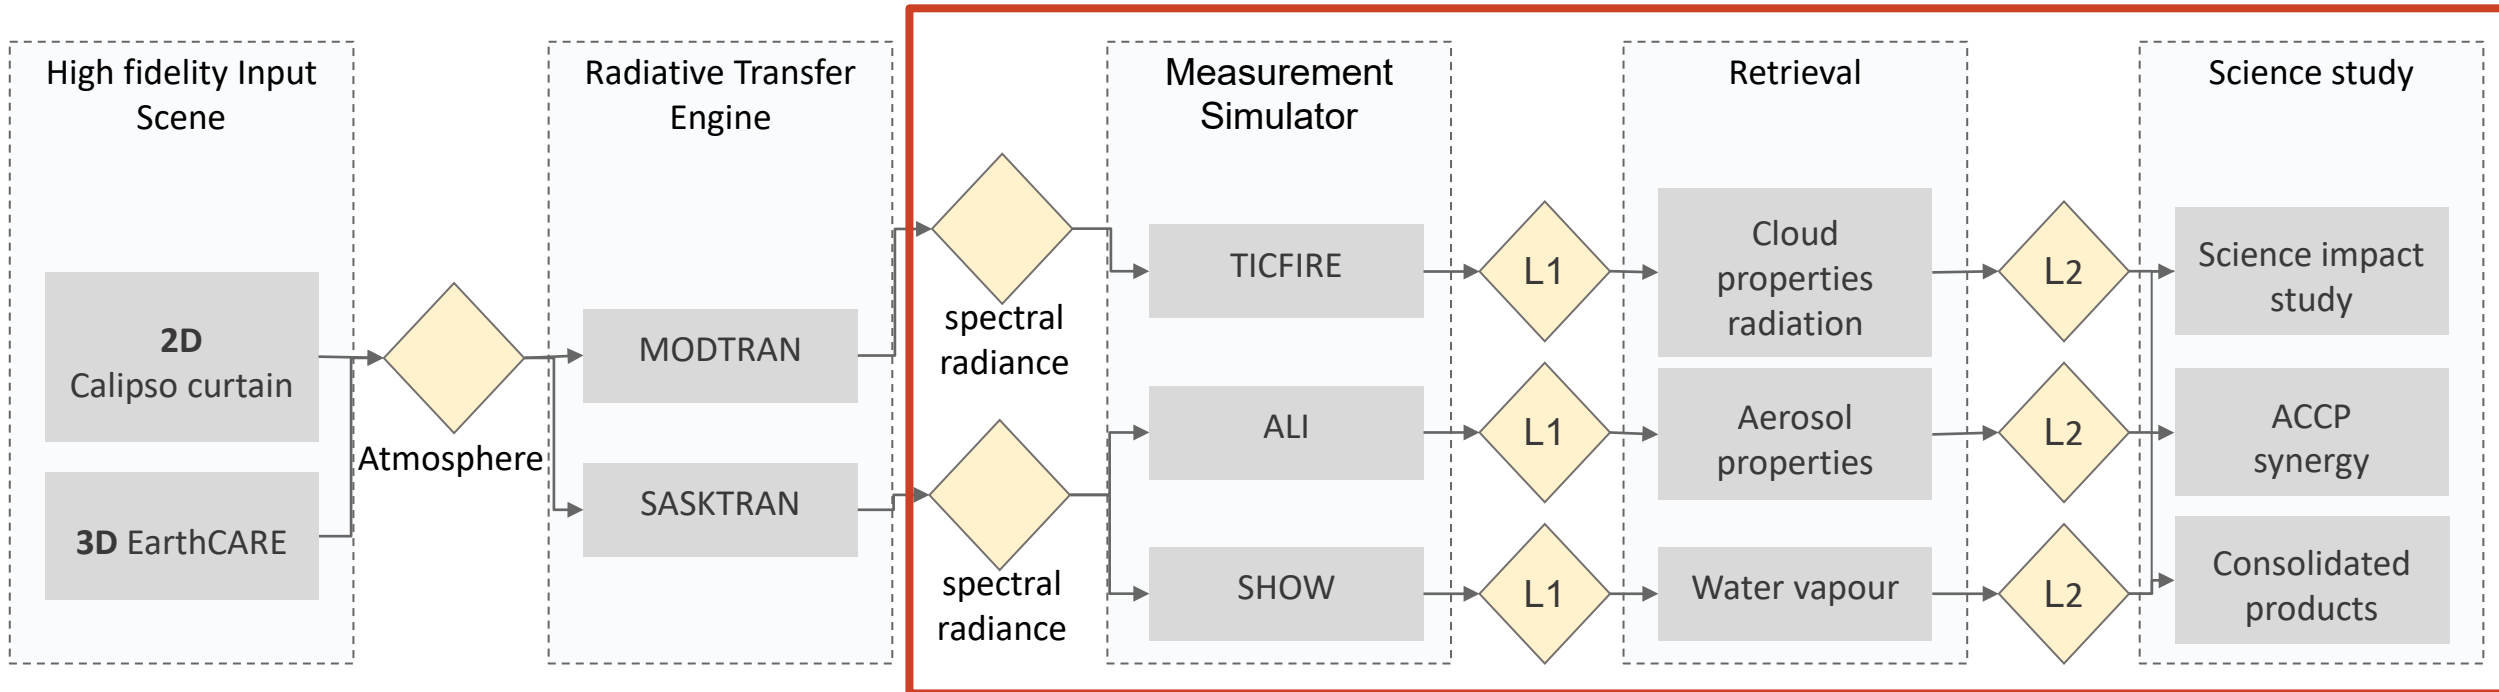 High fidelity Input
Scene
2D
Calipso curtain
3D EarthCARE
Atmosphere
Radiative Transfer
Engine
MODTRAN
SASKTRAN
spectral
radiance
spectral
radiance
Measurement
Simulator
TICFIRE
ALI
SHOW
L1
L1
L1
Retrieval
Cloud
properties
radiation
Aerosol
properties
Water vapour
L2
L2
L2
Science study
Science impact
study
ACCP
synergy
Consolidated
products